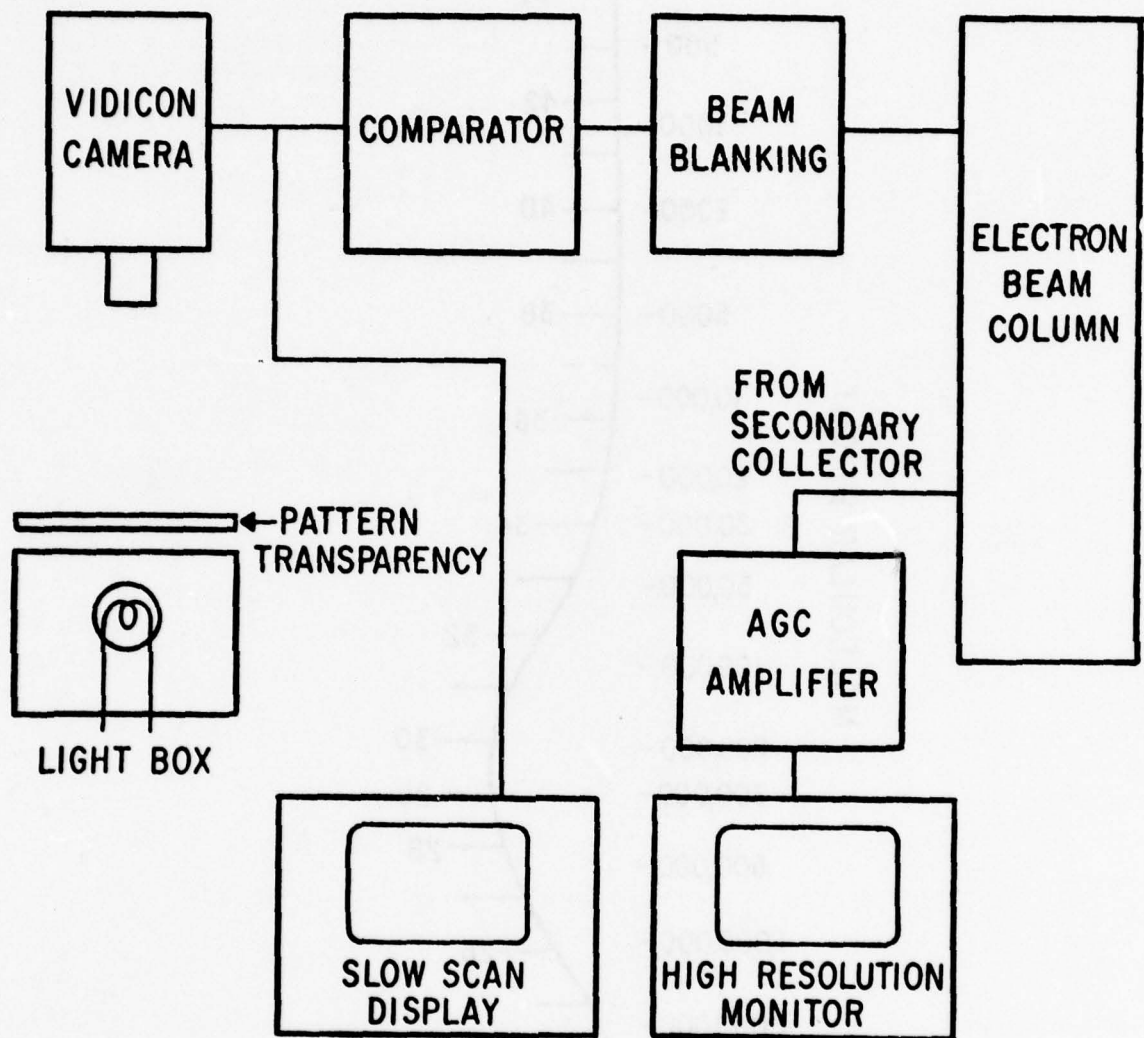 VIDICON
CAMERA
COMPARATOR
BEAM
BLANKING
ELECTRON
BEAM
COLUMN
FROM
SECONDARY
COLLECTOR
PATTERN
TRANSPARENCY
LIGHT BOX
AGC
AMPLIFIER
SLOW SCAN
DISPLAY
HIGH RESOLUTION
MONITOR